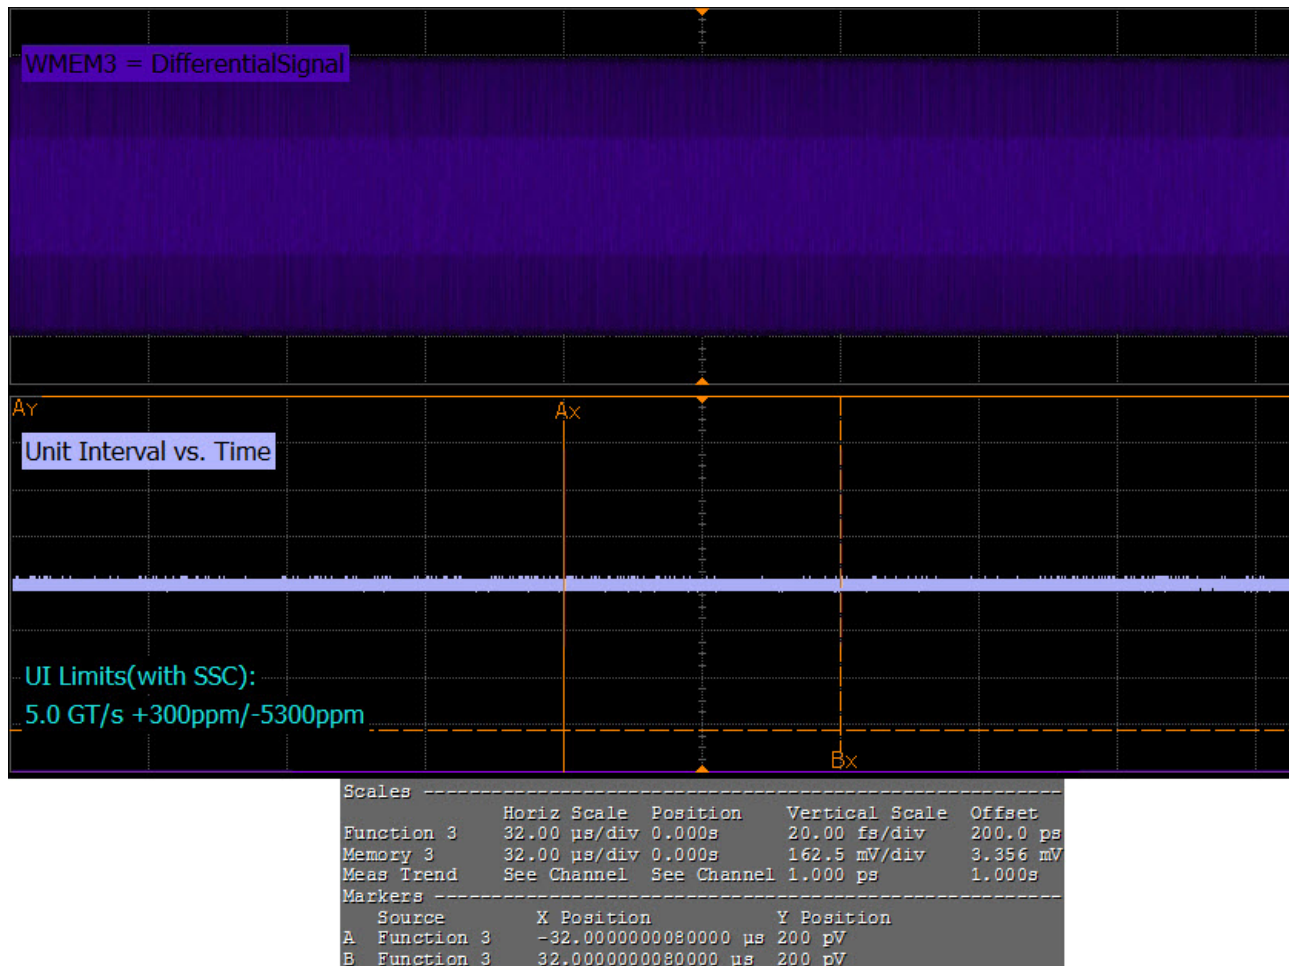 WMEM3 = DifferentialSignal
AY
Ax
Unit Interval vs. Time
UI Limits(with SSC):
5.0 GT/s +300ppm/-5300ppm
Bx
Scales ----------------------------------------------------------
Horiz Scale Position Vertical Scale Offset
Function 3 32.00 µs/div 0.000s 20.00 fs/div 200.0 ps
Memory 3 32.00 µs/div 0.000s 162.5 mV/div 3.356 mV
Meas Trend See Channel See Channel 1.000 ps 1.000s
Markers ---------------------------------------------------------
Source X Position Y Position
A Function 3 -32.0000000080000 µs 200 pV
B Function 3 32.0000000080000 µs 200 pV